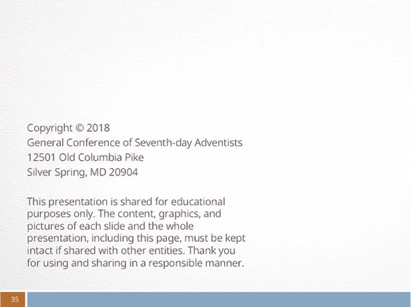 Copyright © 2018
General Conference of Seventh-day Adventists
12501 Old Columbia Pike
Silver Spring, MD 20904
This presentation is shared for educational
purposes only. The content, graphics, and
pictures of each slide and the whole
presentation, including this page, must be kept
intact if shared with other entities. Thank you
for using and sharing in a responsible manner.
35